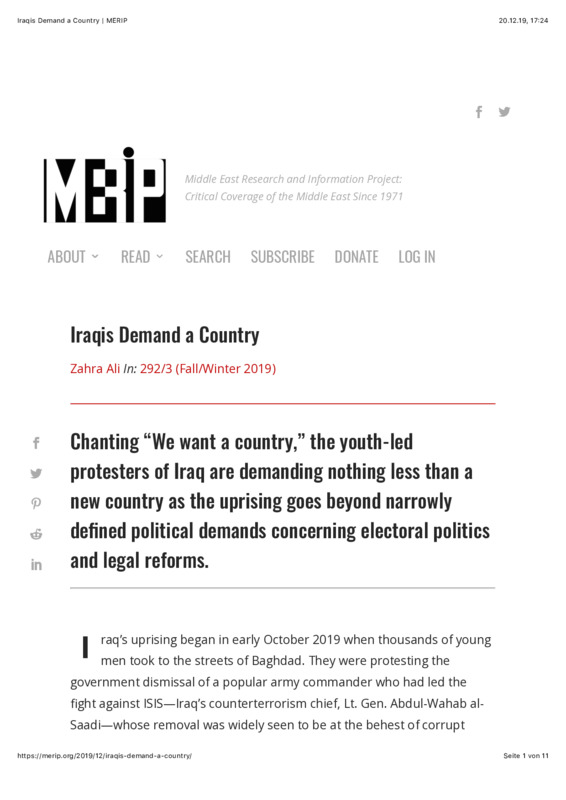 Iraqis Demand a Country | MERIP 20.12.19, 17:24
MERIP
Middle East Research and Information Project:
Critical Coverage of the Middle East Since 1971
ABOUT READ SEARCH SUBSCRIBE DONATE LOG IN
Iraqis Demand a Country
Zahra Ali In: 292/3 (Fall/Winter 2019)
Chanting “We want a country,” the youth-led
protesters of Iraq are demanding nothing less than a
new country as the uprising goes beyond narrowly
defined political demands concerning electoral politics
and legal reforms.
Iraq’s uprising began in early October 2019 when thousands of young
men took to the streets of Baghdad. They were protesting the
government dismissal of a popular army commander who had led the
fight against ISIS—Iraq’s counterterrorism chief, Lt. Gen. Abdul-Wahab al-
Saadi—whose removal was widely seen to be at the behest of corrupt
https://merip.org/2019/12/iraqis-demand-a-country/ Seite 1 von 11